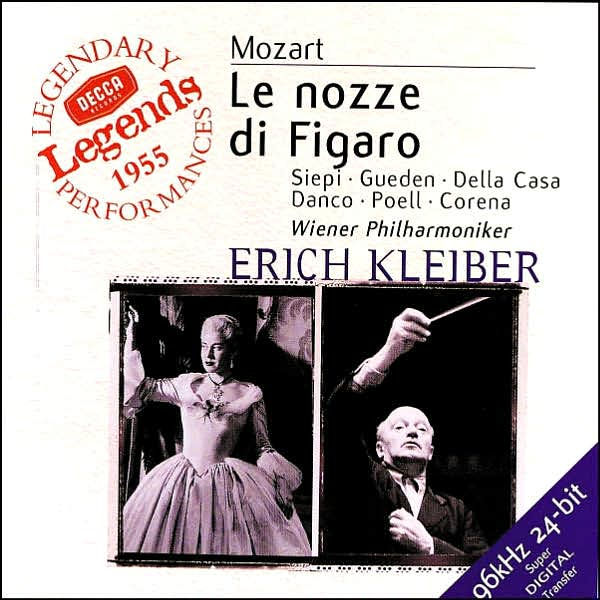 LEGENDARY
DECCA
RECORDS
Legends
1955
PERFORMANCES
Mozart
Le nozze
di Figaro
Siepi · Gueden · Della Casa
Danco · Poell · Corena
Wiener Philharmoniker
ERICH KLEIBER
96kHz 24-bit
Super
DIGITAL
Transfer